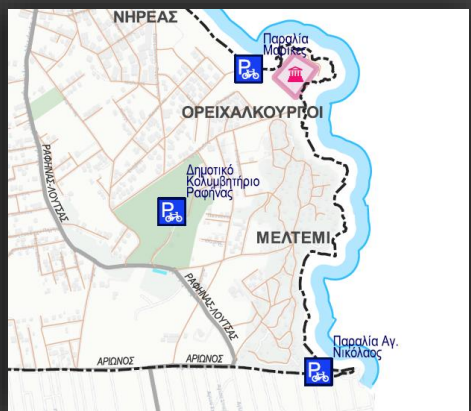 ΝΗΡΕΑΣ
Παραλία
Μαρίκες
P
ΟΡΕΙΧΑΛΚΟΥΡΓΟΙ
ΡΑΦΗΝΑΣ-ΛΟΥΤΣΑΣ
Δημοτικό
Κολυμβητήριο
Ραφήνας
P
ΜΕΛΤΕΜΙ
ΡΑΦΗΝΑΣ-ΛΟΥΤΣΑΣ
Παραλία Αγ.
Νικόλαος
ΑΡΙΩΝΟΣ
ΑΡΙΩΝΟΣ
P